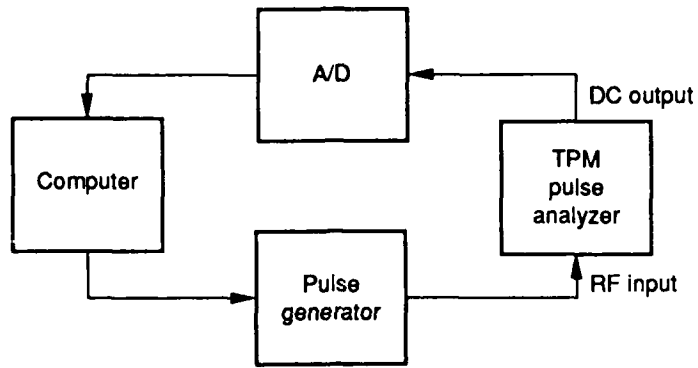 A/D
DC output
Computer
TPM
pulse
analyzer
Pulse
generator
RF input